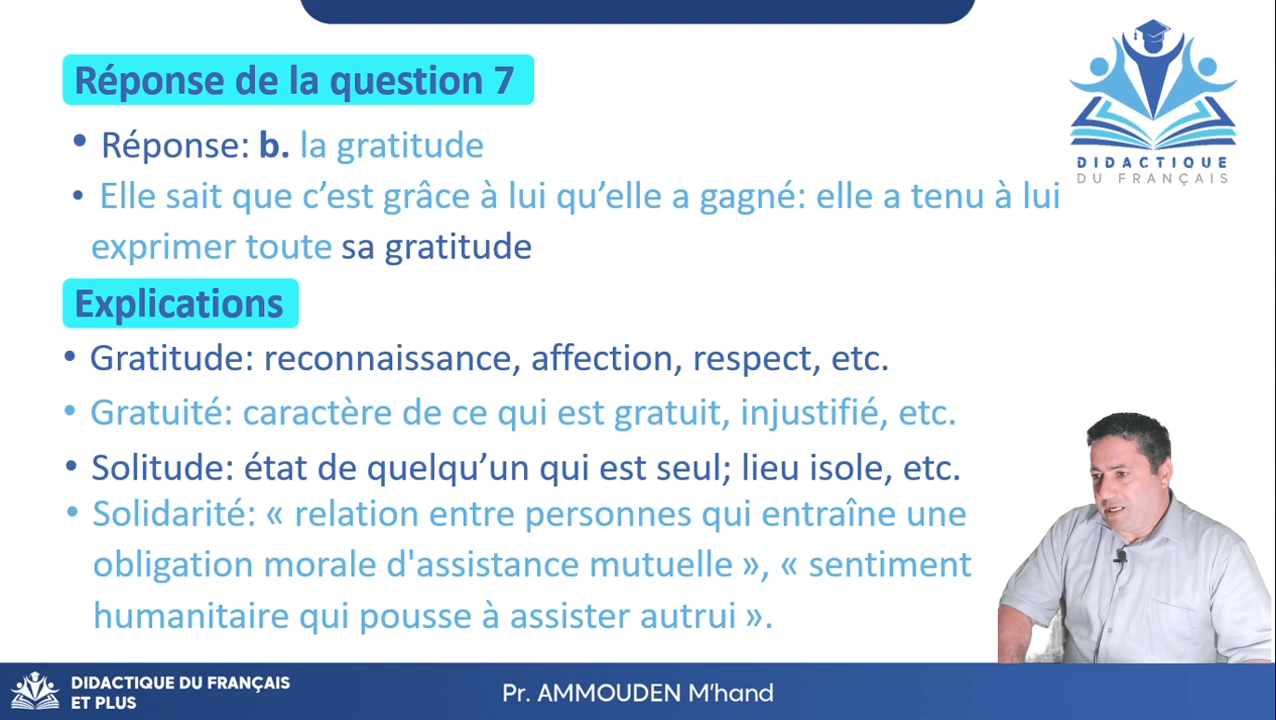 Réponse de la question 7
DIDACTIQUE
DU FRANÇAIS
• Réponse: b. la gratitude
• Elle sait que c’est grâce à lui qu’elle a gagné: elle a tenu à lui
exprimer toute sa gratitude
Explications
• Gratitude: reconnaissance, affection, respect, etc.
• Gratuité: caractère de ce qui est gratuit, injustifié, etc.
• Solitude: état de quelqu’un qui est seul; lieu isole, etc.
• Solidarité: « relation entre personnes qui entraîne une
obligation morale d'assistance mutuelle », « sentiment
humanitaire qui pousse à assister autrui ».
DIDACTIQUE DU FRANÇAIS
ET PLUS
Pr. AMMOUDEN M’hand